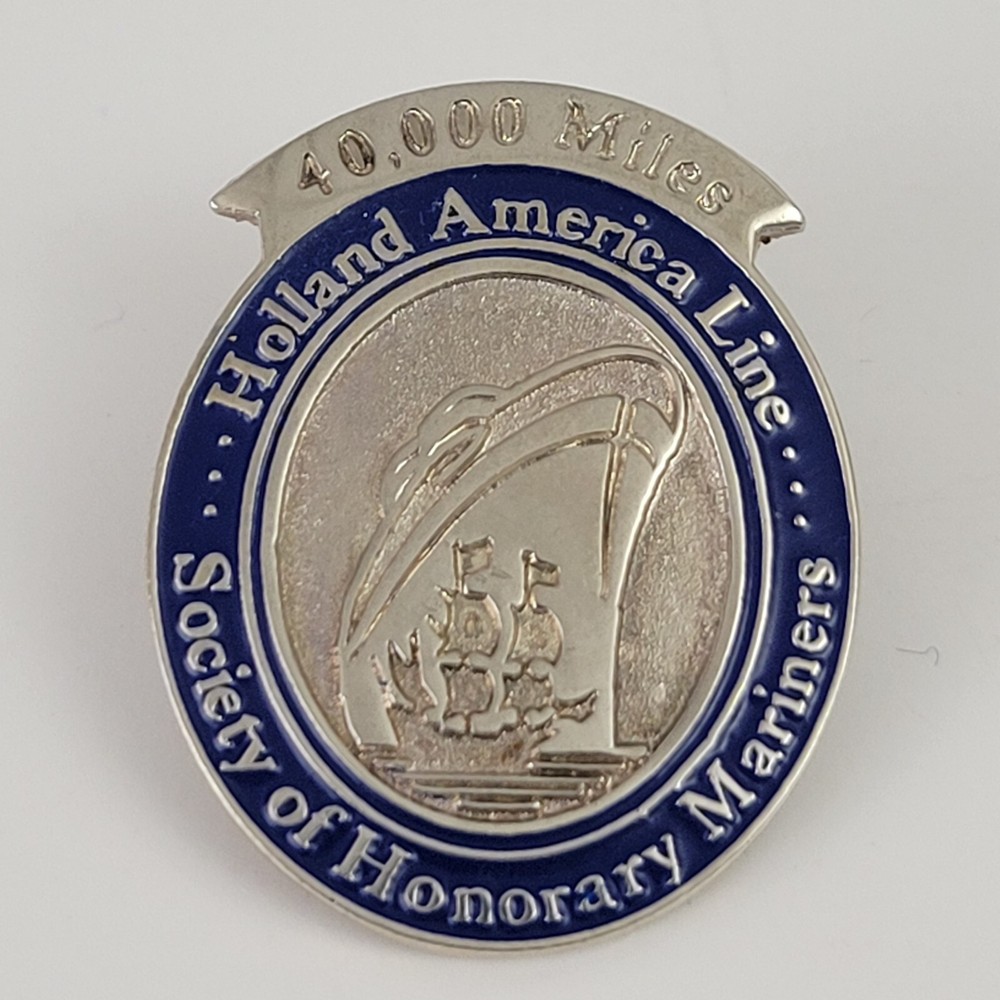 40,000 Miles
Holland America Line...
Society of Honorary Mariners...